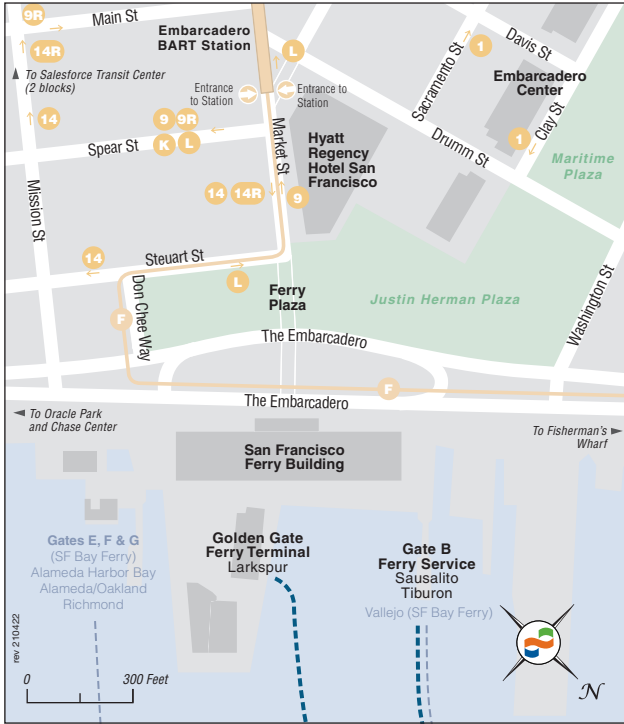 9R
Main St
14R
To Salesforce Transit Center
(2 blocks)
Embarcadero
BART Station
L
Entrance
to Station
Entrance to
Station
Sacramento St
1
Davis St
Embarcadero
Center
1
Clay St
Maritime
Plaza
14
9 9R
K L
Spear St
Market St
Hyatt
Regency
Hotel San
Francisco
Drumm St
Mission St
14 14R
9
14
Steuart St
L
Ferry
Plaza
Justin Herman Plaza
Washington St
Don Chee Way
F
The Embarcadero
F
The Embarcadero
To Oracle Park
and Chase Center
To Fisherman's
Wharf
San Francisco
Ferry Building
Gates E, F & G
(SF Bay Ferry)
Alameda Harbor Bay
Alameda/Oakland
Richmond
Golden Gate
Ferry Terminal
Larkspur
Gate B
Ferry Service
Sausalito
Tiburon
Vallejo (SF Bay Ferry)
rev 210422
0 300 Feet
N